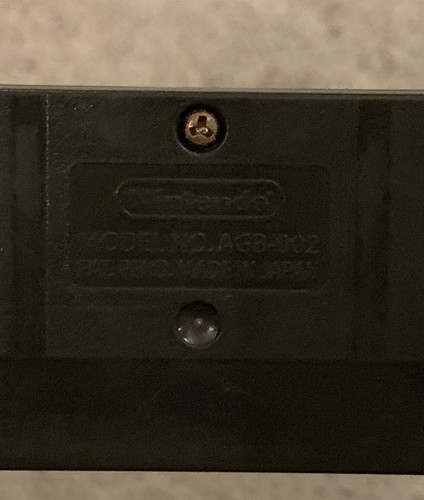 Nintendo
MODEL NO. AGB-002
PAT. PEND. MADE IN JAPAN